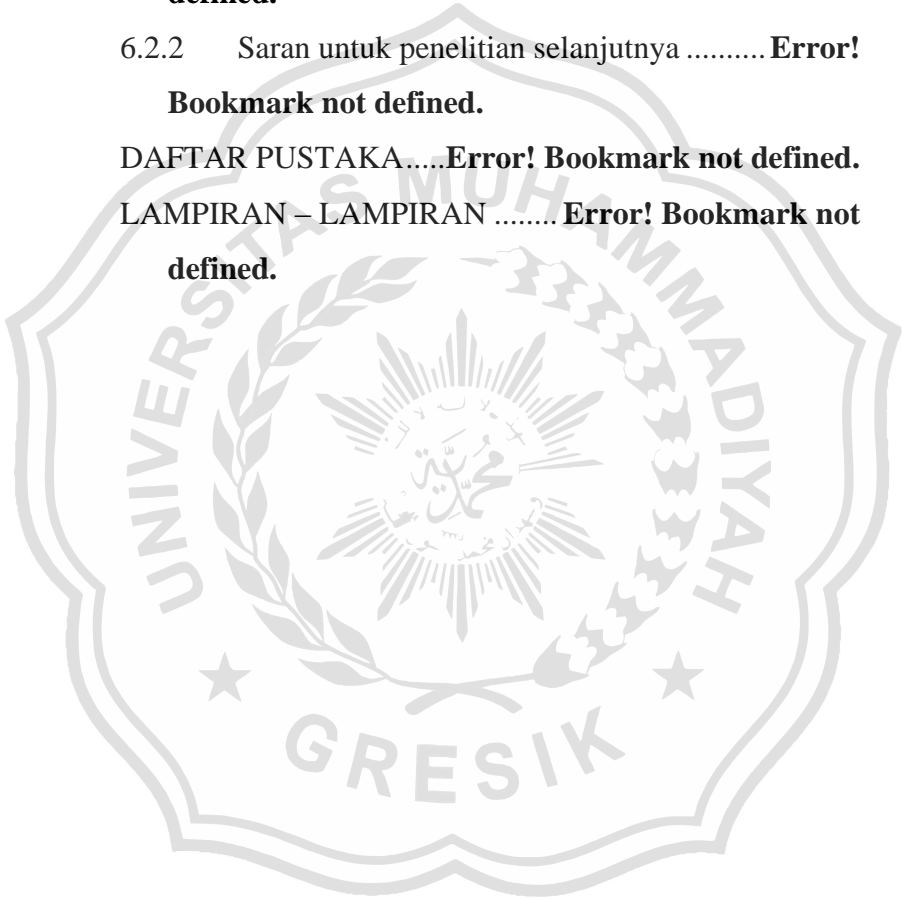 defined.
6.2.2 Saran untuk penelitian selanjutnya .......... Error!
Bookmark not defined.
DAFTAR PUSTAKA.....Error! Bookmark not defined.
LAMPIRAN – LAMPIRAN ........ Error! Bookmark not
defined.
UNIVERSITAS MUHAMMADIYAH
GRESIK